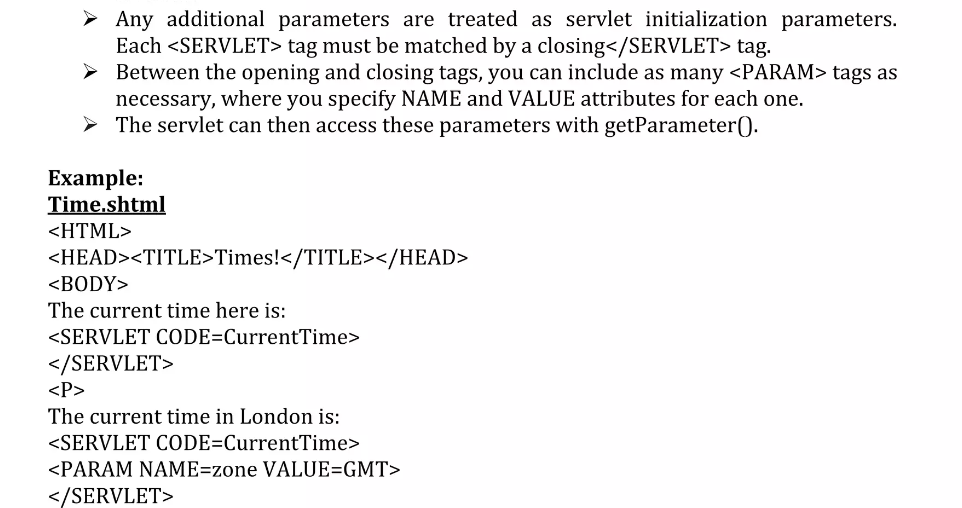 ➢ Any additional parameters are treated as servlet initialization parameters.
Each <SERVLET> tag must be matched by a closing</SERVLET> tag.
➢ Between the opening and closing tags, you can include as many <PARAM> tags as
necessary, where you specify NAME and VALUE attributes for each one.
➢ The servlet can then access these parameters with getParameter().
Example:
Time.shtml
<HTML>
<HEAD><TITLE>Times!</TITLE></HEAD>
<BODY>
The current time here is:
<SERVLET CODE=CurrentTime>
</SERVLET>
<P>
The current time in London is:
<SERVLET CODE=CurrentTime>
<PARAM NAME=zone VALUE=GMT>
</SERVLET>